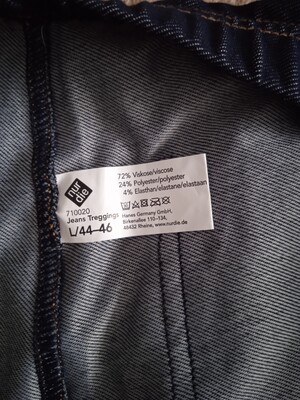 nur
die
710020
Jeans Treggings
L/44-46
72% Viskose/viscose
24% Polyester/polyester
4% Elasthan/elastane/elastaan
Hanes Germany GmbH,
Birkenallee 110-134,
48432 Rheine, www.nurdie.de